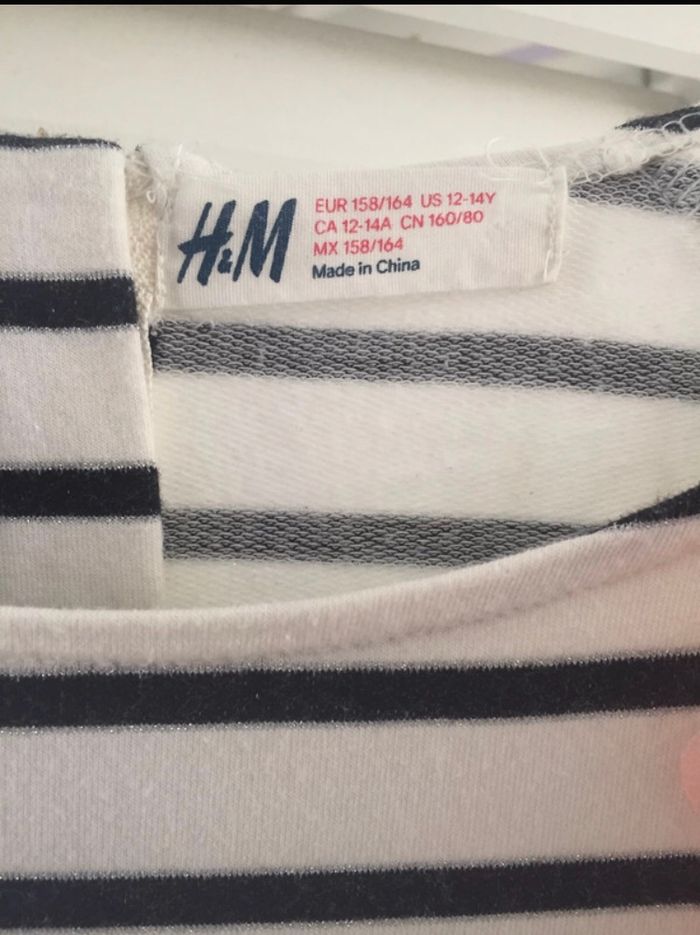 H&M
EUR 158/164 US 12-14Y
CA 12-14A CN 160/80
MX 158/164
Made in China